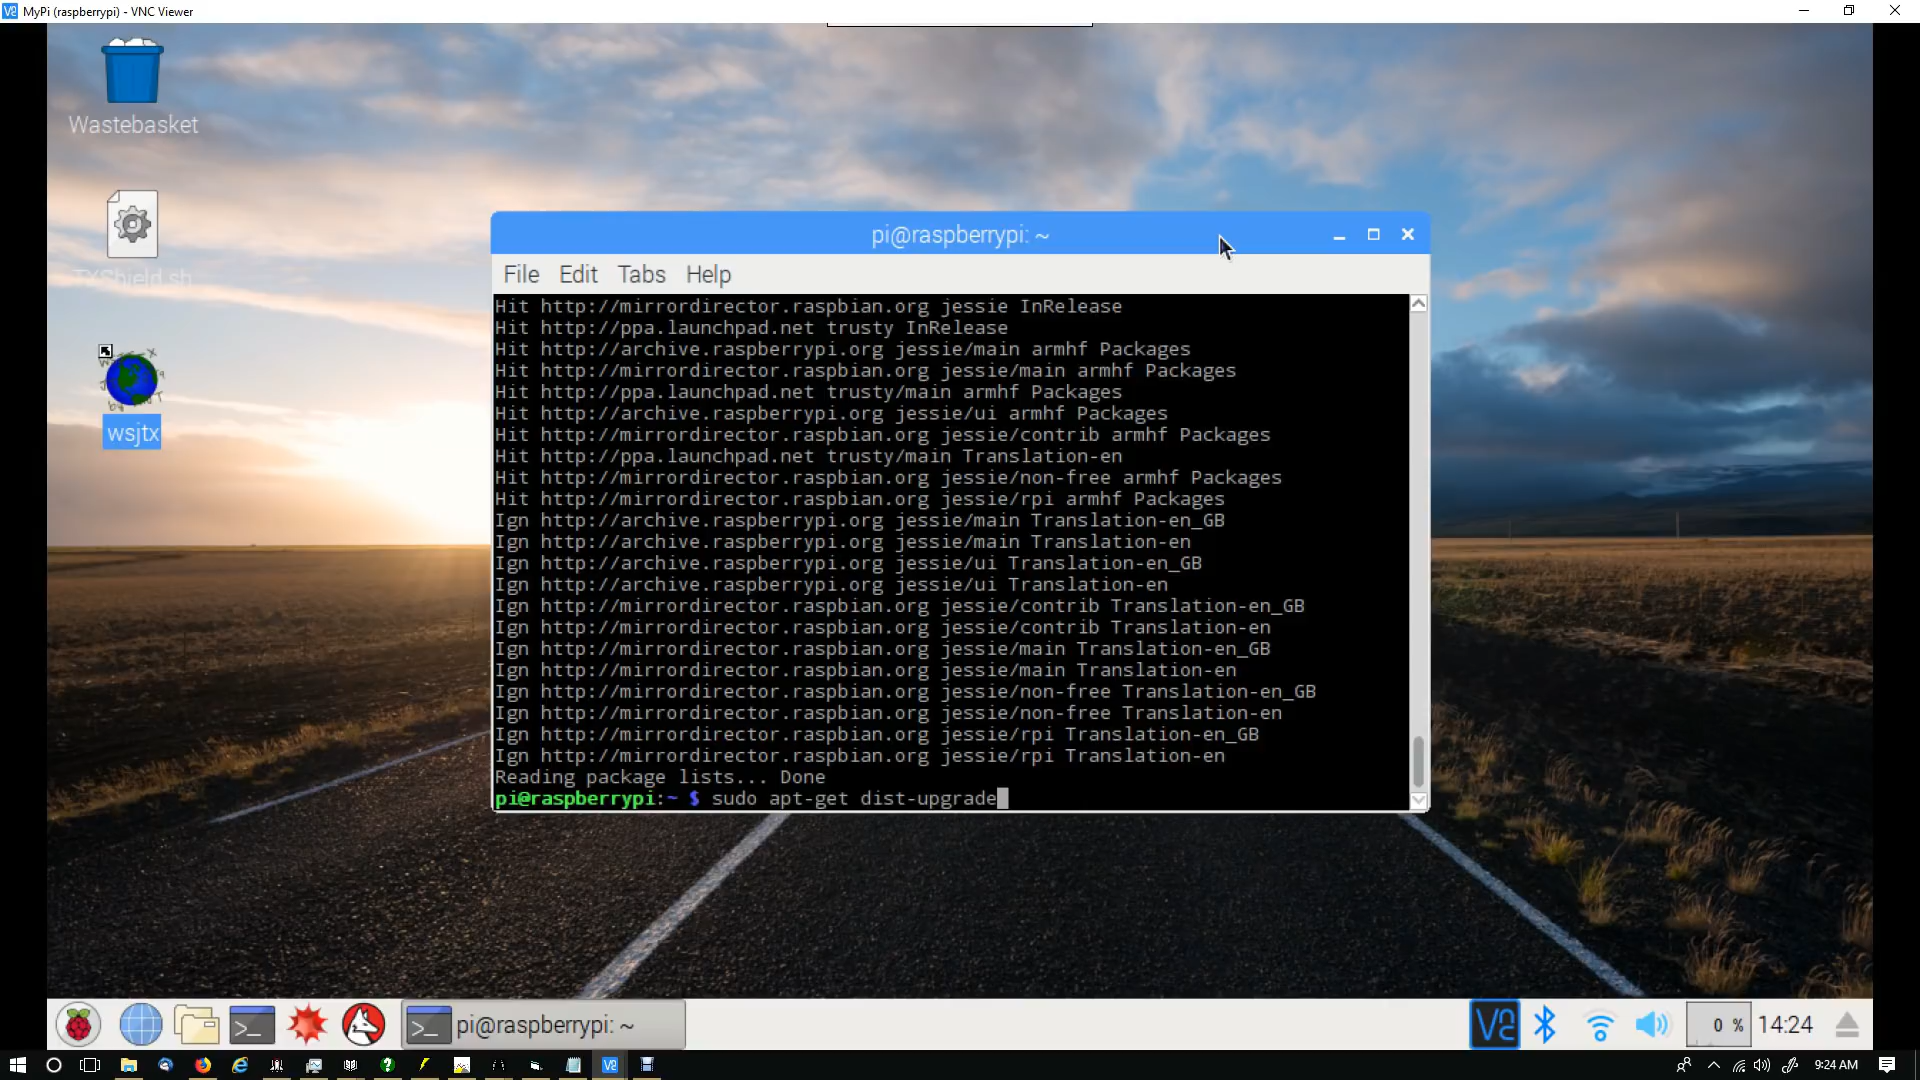 MyPi (raspberrypi) - VNC Viewer
Wastebasket
TXShield.sh
wsjtx
pi@raspberrypi: ~
File Edit Tabs Help
Hit http://mirrordirector.raspbian.org jessie InRelease
Hit http://ppa.launchpad.net trusty InRelease
Hit http://archive.raspberrypi.org jessie/main armhf Packages
Hit http://mirrordirector.raspbian.org jessie/main armhf Packages
Hit http://ppa.launchpad.net trusty/main armhf Packages
Hit http://archive.raspberrypi.org jessie/ui armhf Packages
Hit http://mirrordirector.raspbian.org jessie/contrib armhf Packages
Hit http://ppa.launchpad.net trusty/main Translation-en
Hit http://mirrordirector.raspbian.org jessie/non-free armhf Packages
Hit http://mirrordirector.raspbian.org jessie/rpi armhf Packages
Ign http://archive.raspberrypi.org jessie/main Translation-en_GB
Ign http://archive.raspberrypi.org jessie/main Translation-en
Ign http://archive.raspberrypi.org jessie/ui Translation-en_GB
Ign http://archive.raspberrypi.org jessie/ui Translation-en
Ign http://mirrordirector.raspbian.org jessie/contrib Translation-en_GB
Ign http://mirrordirector.raspbian.org jessie/contrib Translation-en
Ign http://mirrordirector.raspbian.org jessie/main Translation-en_GB
Ign http://mirrordirector.raspbian.org jessie/main Translation-en
Ign http://mirrordirector.raspbian.org jessie/non-free Translation-en_GB
Ign http://mirrordirector.raspbian.org jessie/non-free Translation-en
Ign http://mirrordirector.raspbian.org jessie/rpi Translation-en_GB
Ign http://mirrordirector.raspbian.org jessie/rpi Translation-en
Reading package lists... Done
pi@raspberrypi:~ $ sudo apt-get dist-upgrade
pi@raspberrypi: ~
0 %
14:24
9:24 AM